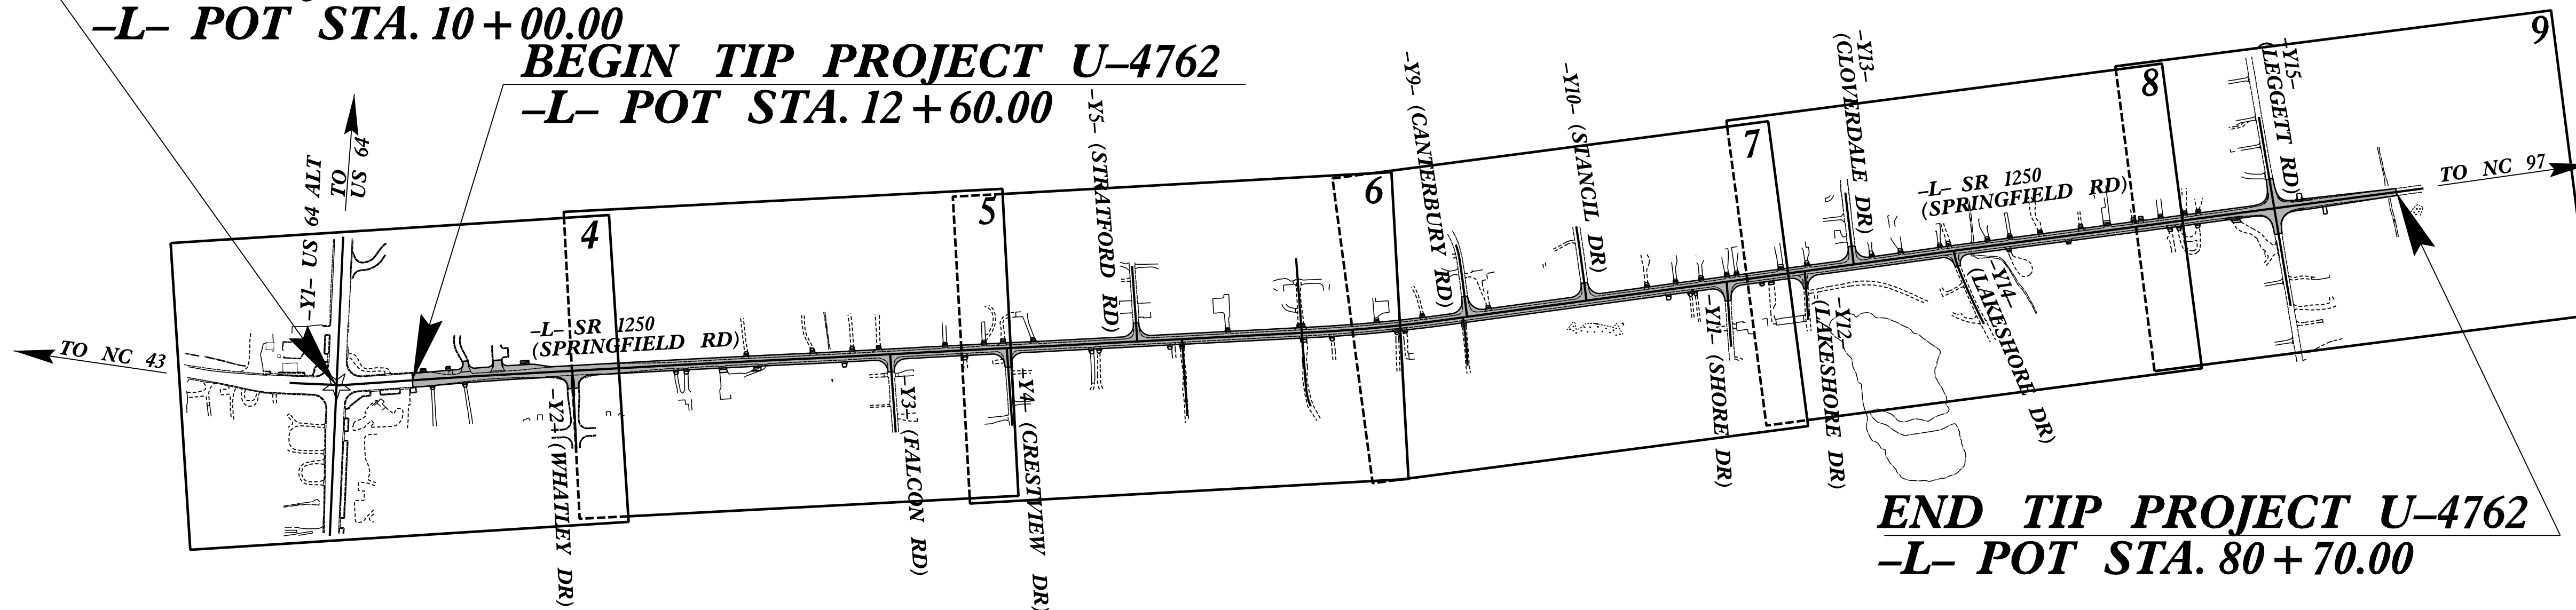 –L– POT STA. 10+00.00
BEGIN TIP PROJECT U–4762
–L– POT STA. 12+60.00
–Y1– US 64 ALT
TO
US 64
TO NC 43
–L– SR 1250
(SPRINGFIELD RD)
4
–Y2– (WHATLEY DR)
–Y3– (FALCON RD)
5
–Y4– (CRESTVIEW DR)
–Y5– (STRATFORD RD)
6
–Y9– (CANTERBURY RD)
–Y10– (STANCIL DR)
–Y11– (SHORE DR)
7
–Y12–
(LAKESHORE DR)
–Y13–
(CLOVERDALE DR)
–L– SR 1250
(SPRINGFIELD RD)
–Y14–
(LAKESHORE DR)
8
–Y15–
(LEGGETT RD)
9
TO NC 97
END TIP PROJECT U–4762
–L– POT STA. 80+70.00